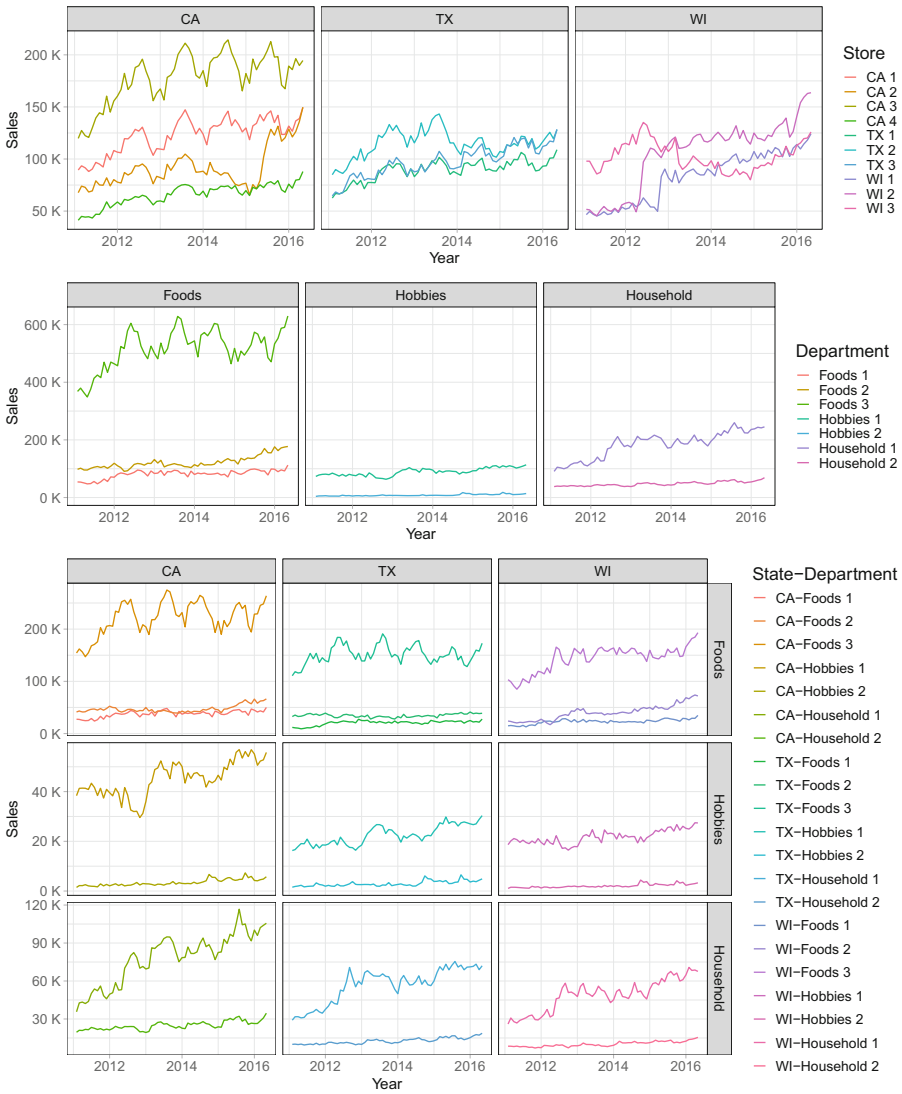 CA
TX
WI
200 K
150 K
100 K
50 K
Sales
2012
2014
2016
2012
2014
2016
2012
2014
2016
Year
Store
CA 1
CA 2
CA 3
CA 4
TX 1
TX 2
TX 3
WI 1
WI 2
WI 3
Foods
Hobbies
Household
600 K
400 K
200 K
0 K
Sales
2012
2014
2016
2012
2014
2016
2012
2014
2016
Year
Department
Foods 1
Foods 2
Foods 3
Hobbies 1
Hobbies 2
Household 1
Household 2
CA
TX
WI
200 K
100 K
0 K
Foods
40 K
20 K
0 K
Hobbies
120 K
90 K
60 K
30 K
Household
Sales
2012
2014
2016
2012
2014
2016
2012
2014
2016
Year
State−Department
CA−Foods 1
CA−Foods 2
CA−Foods 3
CA−Hobbies 1
CA−Hobbies 2
CA−Household 1
CA−Household 2
TX−Foods 1
TX−Foods 2
TX−Foods 3
TX−Hobbies 1
TX−Hobbies 2
TX−Household 1
TX−Household 2
WI−Foods 1
WI−Foods 2
WI−Foods 3
WI−Hobbies 1
WI−Hobbies 2
WI−Household 1
WI−Household 2